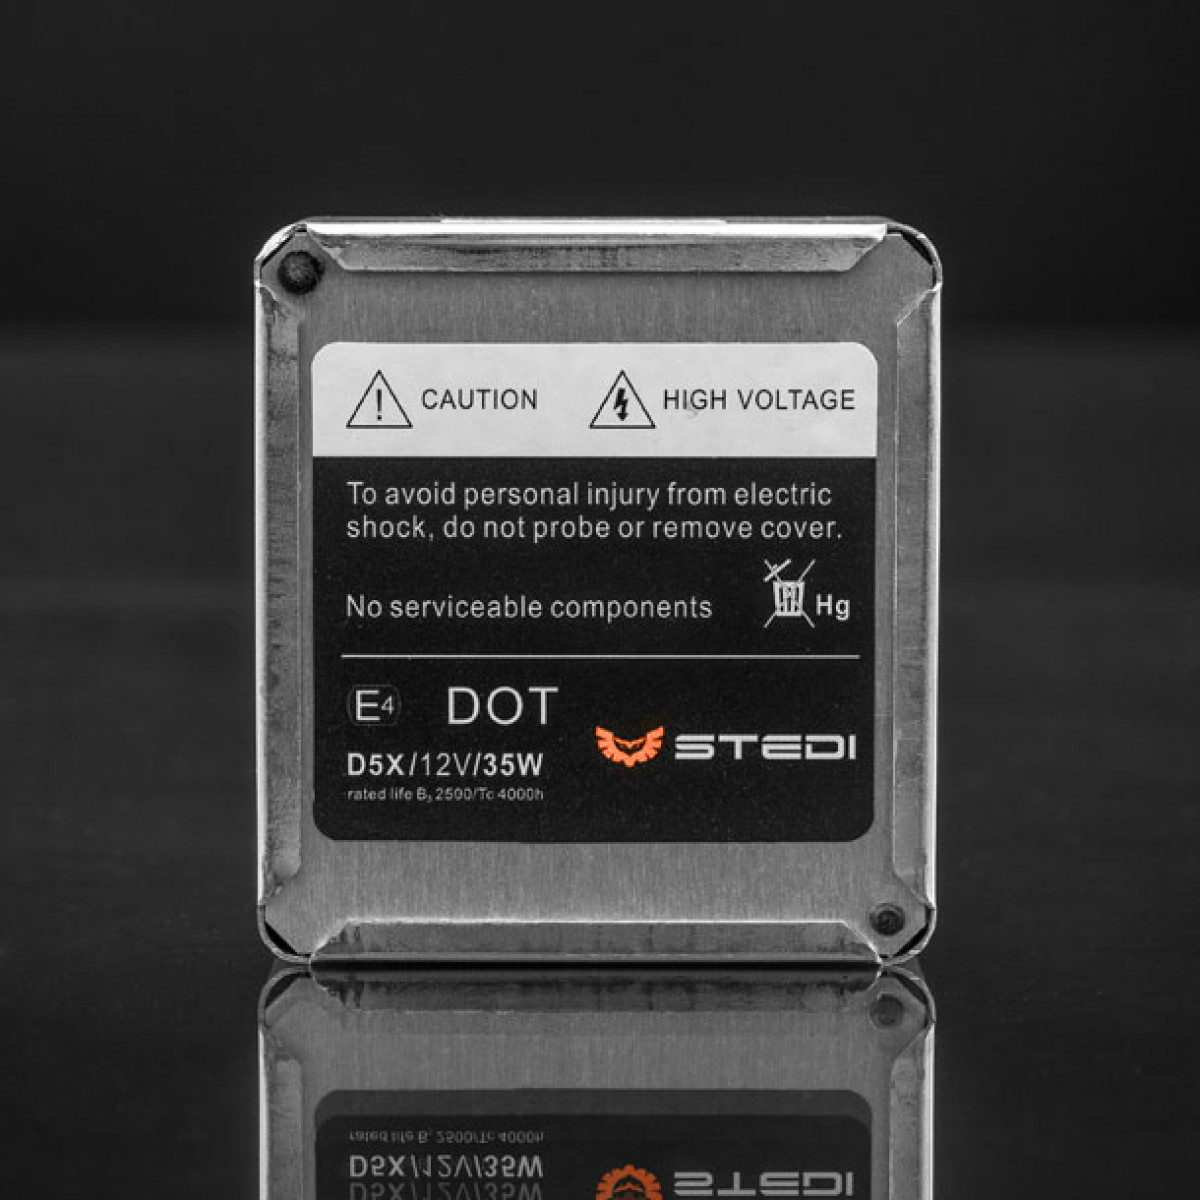 CAUTION HIGH VOLTAGE
To avoid personal injury from electric
shock, do not probe or remove cover.
No serviceable components Hg
E4 DOT
STEDI
D5X/12V/35W
rated life B3 2500/Tc 4000h